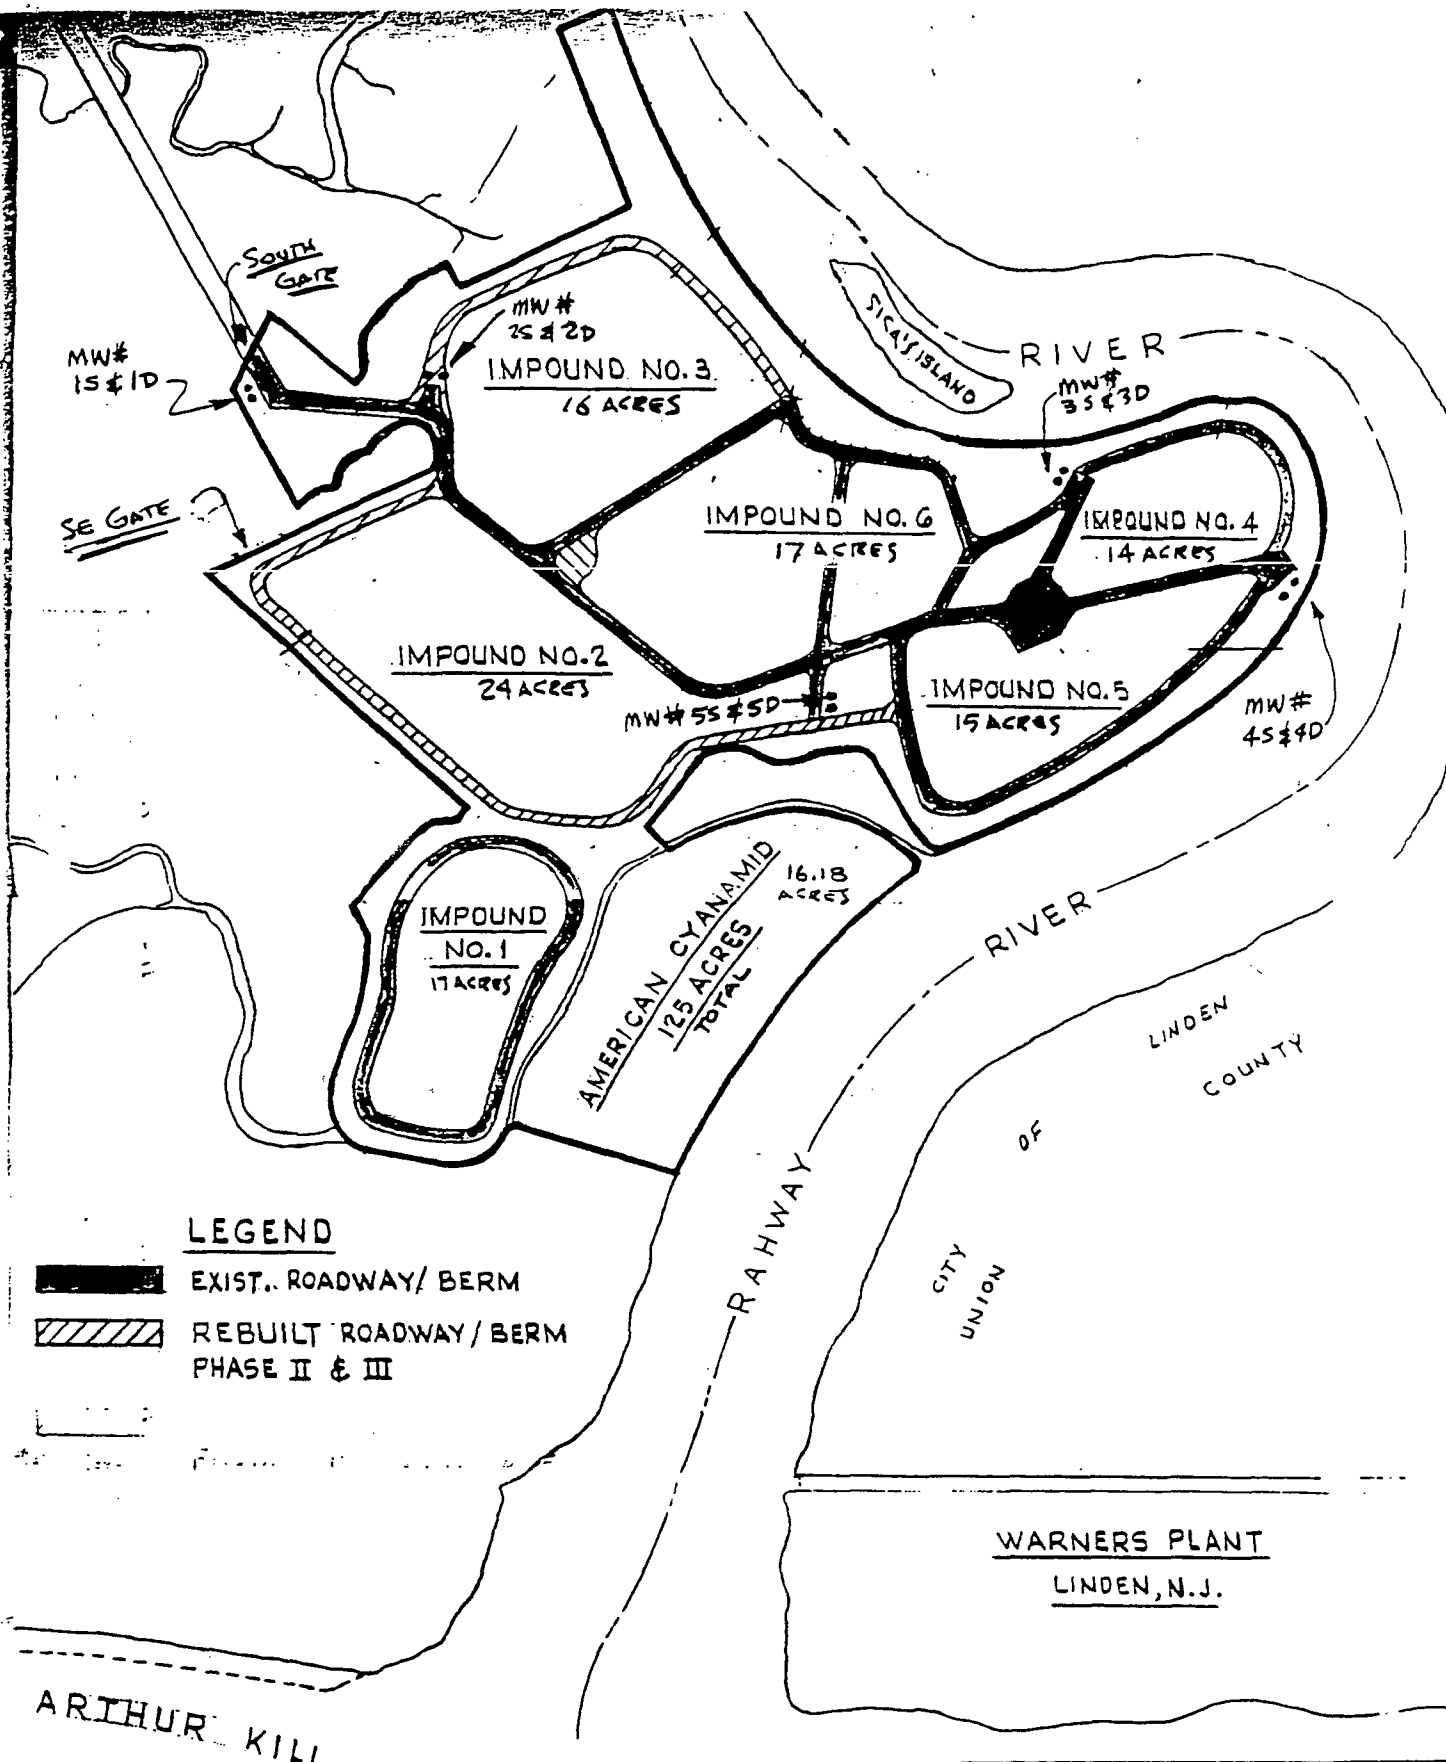 SOUTH
GATE
MW#
1S & 1D
MW#
2S & 2D
IMPOUND NO. 3
16 ACRES
SICA'S ISLAND
RIVER
MW#
3S & 3D
SE GATE
IMPOUND NO. 6
17 ACRES
IMPOUND NO. 4
14 ACRES
IMPOUND NO. 2
24 ACRES
MW# 5S & 5D
IMPOUND NO. 5
15 ACRES
MW#
4S & 4D
IMPOUND
NO. 1
17 ACRES
AMERICAN CYANAMID
125 ACRES
TOTAL
16.18
ACRES
RIVER
LINDEN
COUNTY
OF
CITY
UNION
RAHWAY
LEGEND
EXIST. ROADWAY/BERM
REBUILT ROADWAY/BERM
PHASE II & III
WARNERS PLANT
LINDEN, N.J.
ARTHUR KILL